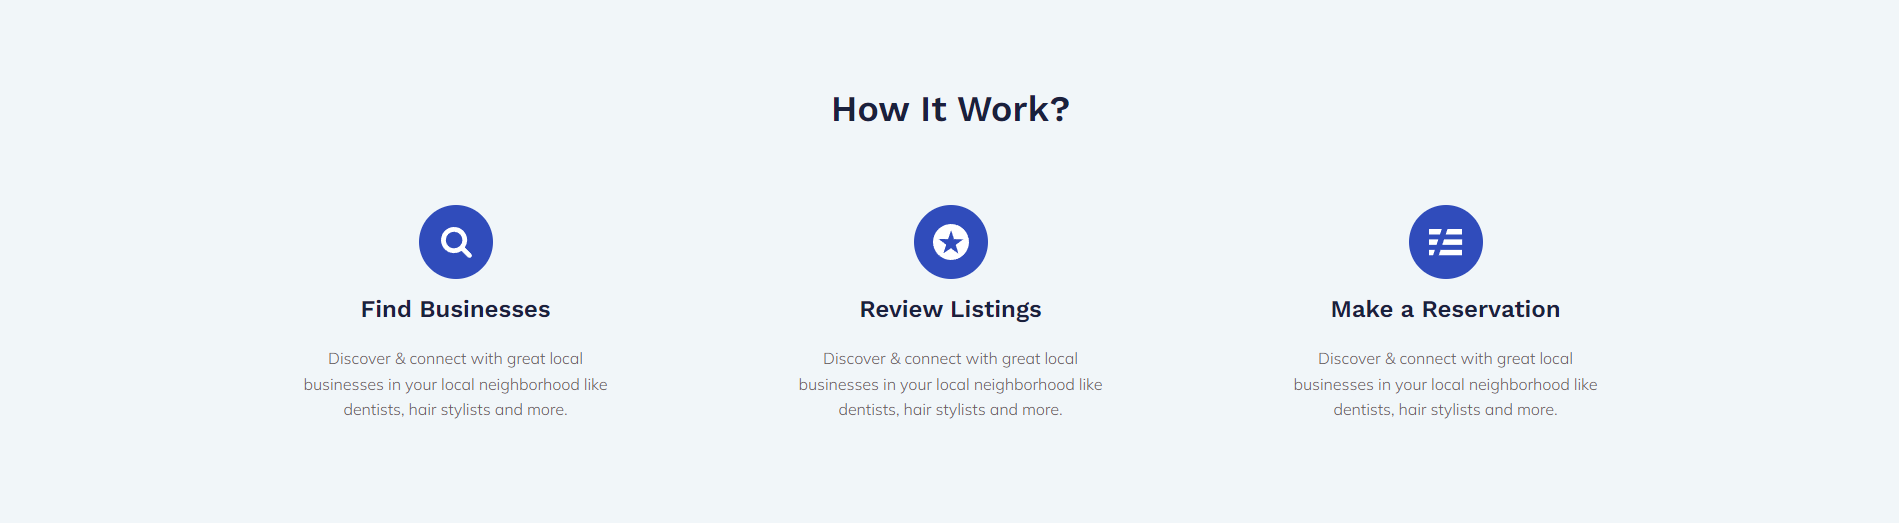 How It Work?
Find Businesses
Discover & connect with great local
businesses in your local neighborhood like
dentists, hair stylists and more.
Review Listings
Discover & connect with great local
businesses in your local neighborhood like
dentists, hair stylists and more.
Make a Reservation
Discover & connect with great local
businesses in your local neighborhood like
dentists, hair stylists and more.